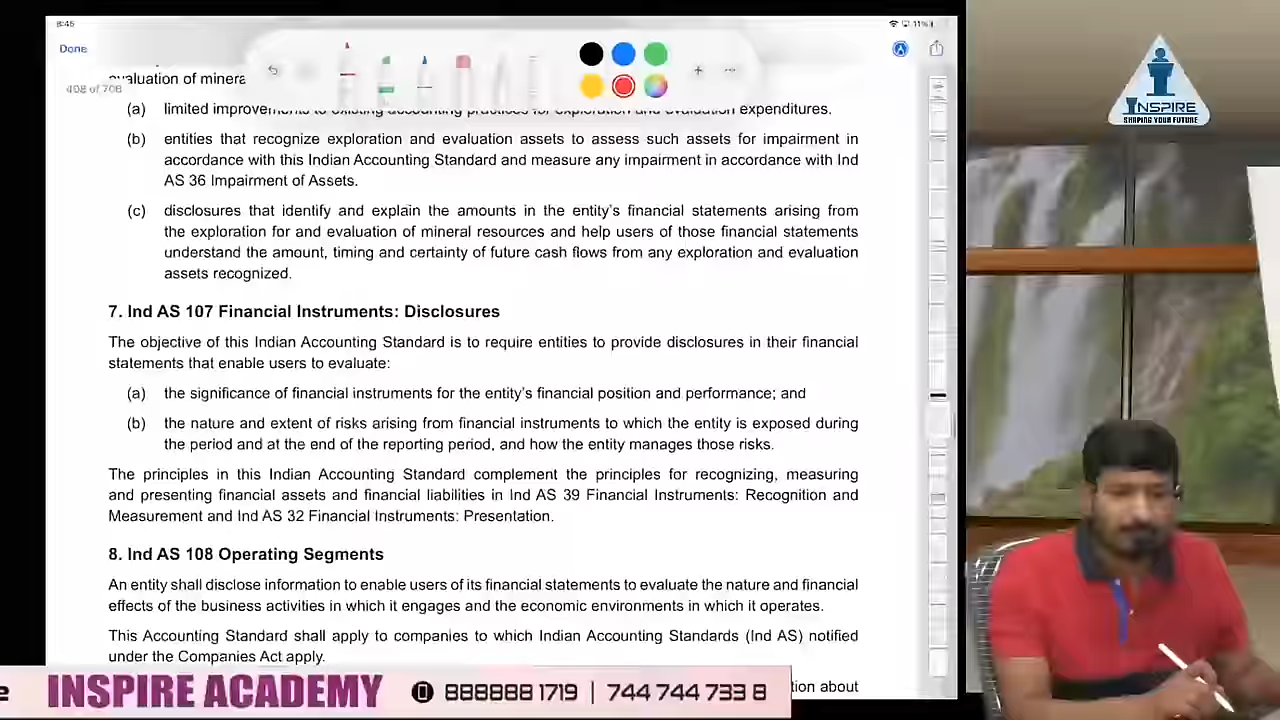 8:45
11%
Done
498 of 706
evaluation of minera
(a) limited improvements to existing accounting practices for exploration and evaluation expenditures.
(b) entities that recognize exploration and evaluation assets to assess such assets for impairment in
accordance with this Indian Accounting Standard and measure any impairment in accordance with Ind
AS 36 Impairment of Assets.
(c) disclosures that identify and explain the amounts in the entity's financial statements arising from
the exploration for and evaluation of mineral resources and help users of those financial statements
understand the amount, timing and certainty of future cash flows from any exploration and evaluation
assets recognized.
7. Ind AS 107 Financial Instruments: Disclosures
The objective of this Indian Accounting Standard is to require entities to provide disclosures in their financial
statements that enable users to evaluate:
(a) the significance of financial instruments for the entity's financial position and performance; and
(b) the nature and extent of risks arising from financial instruments to which the entity is exposed during
the period and at the end of the reporting period, and how the entity manages those risks.
The principles in this Indian Accounting Standard complement the principles for recognizing, measuring
and presenting financial assets and financial liabilities in Ind AS 39 Financial Instruments: Recognition and
Measurement and Ind AS 32 Financial Instruments: Presentation.
8. Ind AS 108 Operating Segments
An entity shall disclose information to enable users of its financial statements to evaluate the nature and financial
effects of the business activities in which it engages and the economic environments in which it operates.
This Accounting Standard shall apply to companies to which Indian Accounting Standards (Ind AS) notified
under the Companies Act apply.
tion about
e INSPIRE ACADEMY 888888 1719 | 744 744 733 8
INSPIRE
SHAPING YOUR FUTURE